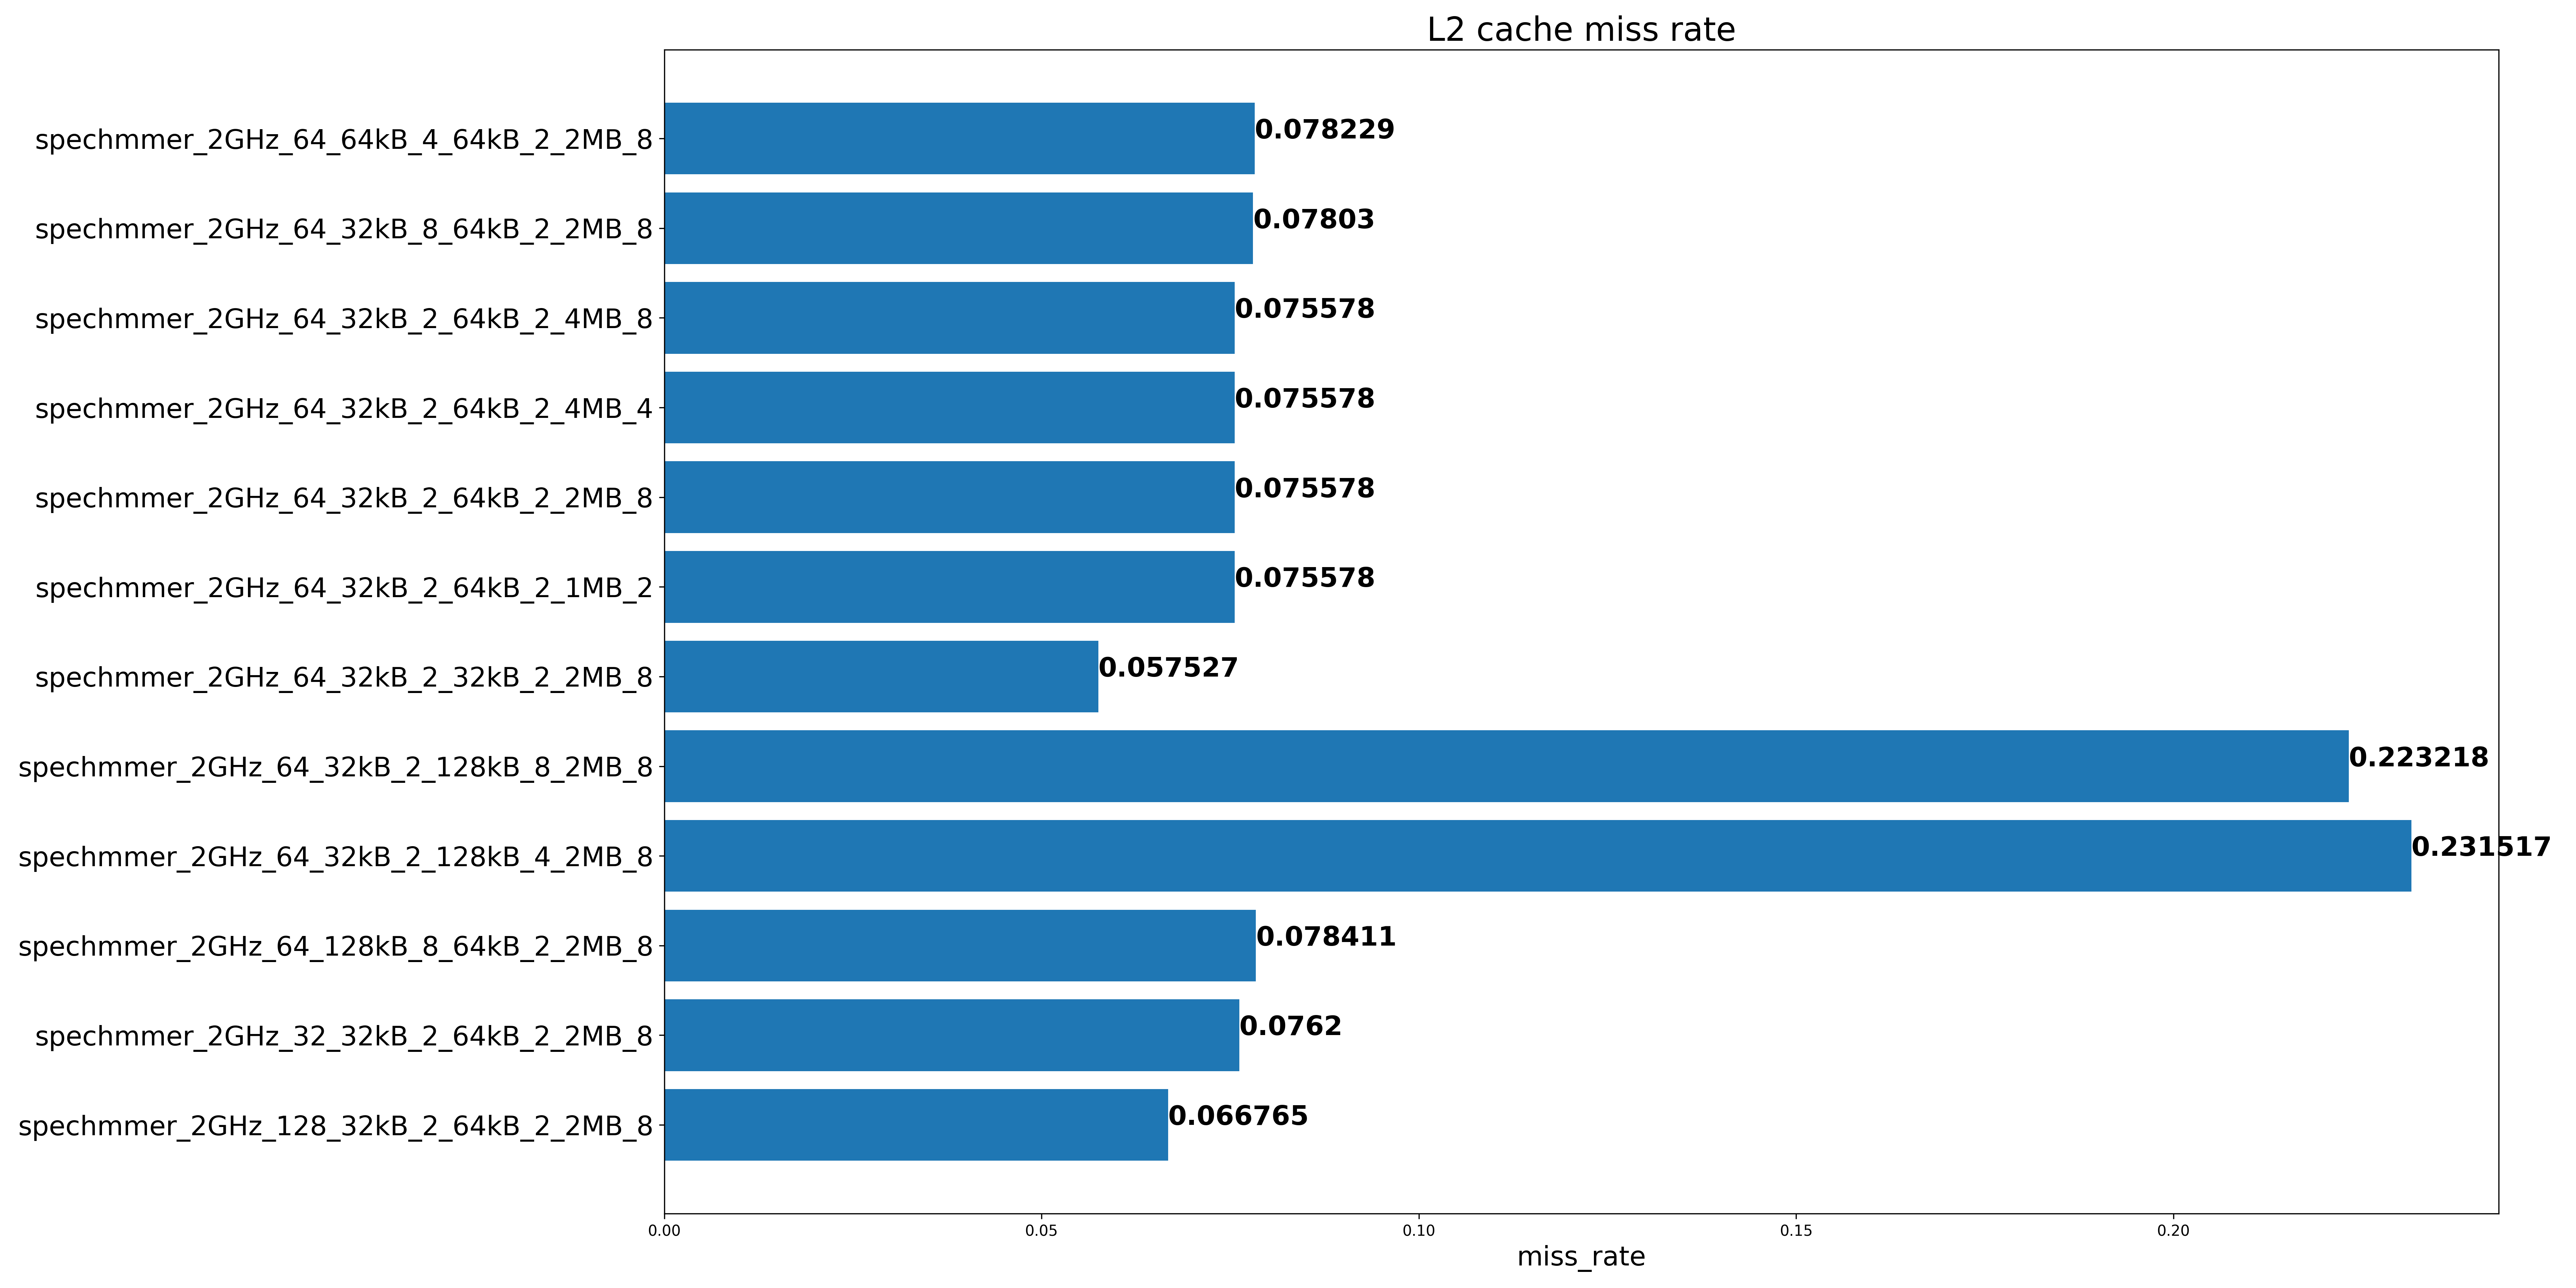 L2 cache miss rate
spechmmer_2GHz_64_64kB_4_64kB_2_2MB_8 0.078229
spechmmer_2GHz_64_32kB_8_64kB_2_2MB_8 0.07803
spechmmer_2GHz_64_32kB_2_64kB_2_4MB_8 0.075578
spechmmer_2GHz_64_32kB_2_64kB_2_4MB_4 0.075578
spechmmer_2GHz_64_32kB_2_64kB_2_2MB_8 0.075578
spechmmer_2GHz_64_32kB_2_64kB_2_1MB_2 0.075578
spechmmer_2GHz_64_32kB_2_32kB_2_2MB_8 0.057527
spechmmer_2GHz_64_32kB_2_128kB_8_2MB_8 0.223218
spechmmer_2GHz_64_32kB_2_128kB_4_2MB_8 0.231517
spechmmer_2GHz_64_128kB_8_64kB_2_2MB_8 0.078411
spechmmer_2GHz_32_32kB_2_64kB_2_2MB_8 0.0762
spechmmer_2GHz_128_32kB_2_64kB_2_2MB_8 0.066765
0.00 0.05 0.10 0.15 0.20
miss_rate